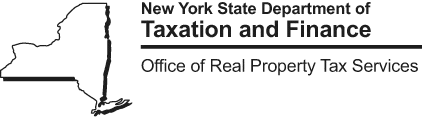 New York State Department of
Taxation and Finance
Office of Real Property Tax Services